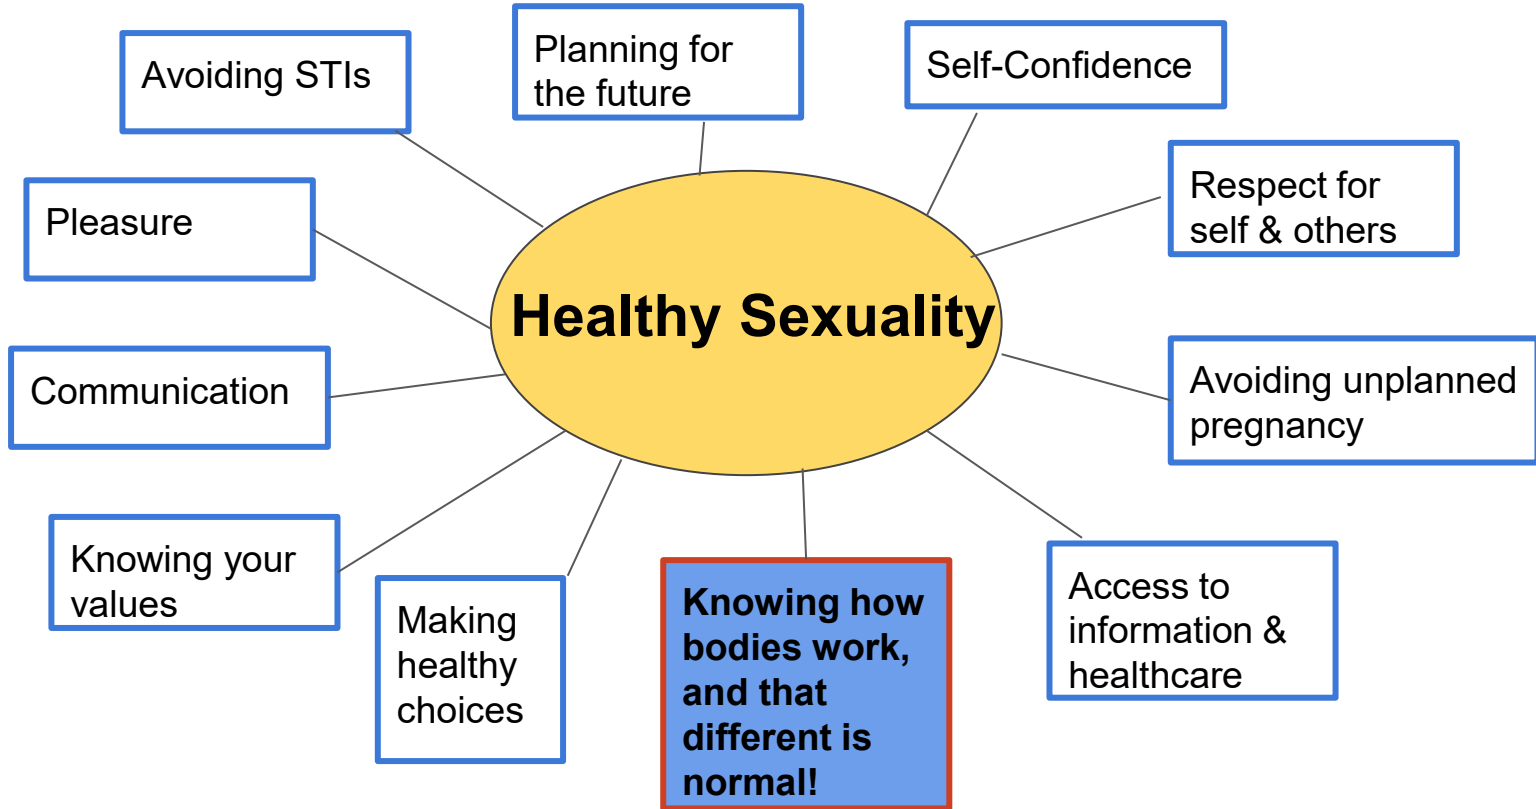 Planning for
the future
Self-Confidence
Avoiding STIs
Respect for
self & others
Pleasure
Healthy Sexuality
Communication
Avoiding unplanned
pregnancy
Knowing your
values
Making
healthy
choices
Knowing how
bodies work,
and that
different is
normal!
Access to
information &
healthcare